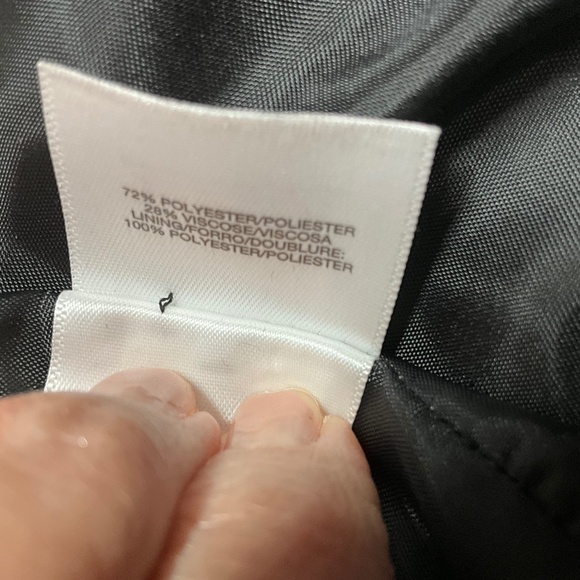 72% POLYESTER/POLIESTER
28% VISCOSE/VISCOSA
LINING/FORRO/DOUBLURE:
100% POLYESTER/POLIESTER